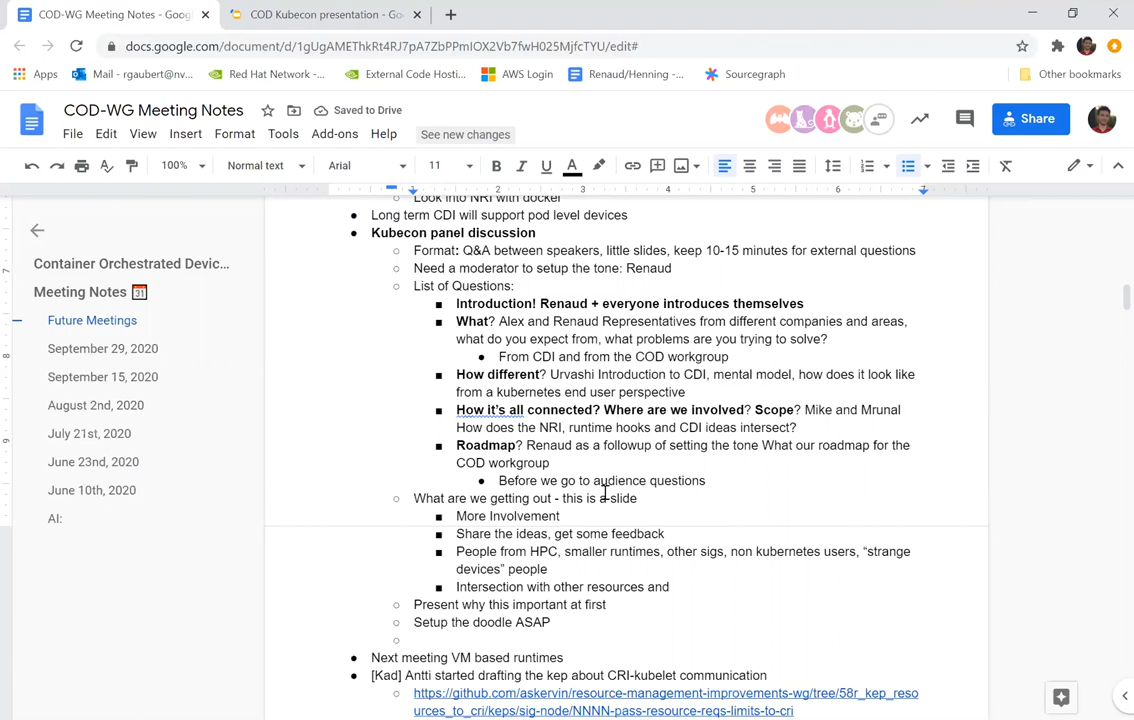 COD-WG Meeting Notes - Goog
COD Kubecon presentation - Go
docs.google.com/document/d/1gUgAMEThkRt4RJ7pA7ZbPPmIOX2Vb7fwH025MjfcTYU/edit#
Apps
Mail - rgaubert@nv...
Red Hat Network -...
External Code Hosti...
AWS Login
Renaud/Henning -...
Sourcegraph
Other bookmarks
COD-WG Meeting Notes
Saved to Drive
File Edit View Insert Format Tools Add-ons Help
See new changes
Share
100%
Normal text
Arial
11
1 2 3 4 5 6 7
7
8
9
Container Orchestrated Devic...
Meeting Notes 31
Future Meetings
September 29, 2020
September 15, 2020
August 2nd, 2020
July 21st, 2020
June 23nd, 2020
June 10th, 2020
AI:
○ Look into NRI with docker
● Long term CDI will support pod level devices
● Kubecon panel discussion
○ Format: Q&A between speakers, little slides, keep 10-15 minutes for external questions
○ Need a moderator to setup the tone: Renaud
○ List of Questions:
■ Introduction! Renaud + everyone introduces themselves
■ What? Alex and Renaud Representatives from different companies and areas,
what do you expect from, what problems are you trying to solve?
● From CDI and from the COD workgroup
■ How different? Urvashi Introduction to CDI, mental model, how does it look like
from a kubernetes end user perspective
■ How it's all connected? Where are we involved? Scope? Mike and Mrunal
How does the NRI, runtime hooks and CDI ideas intersect?
■ Roadmap? Renaud as a followup of setting the tone What our roadmap for the
COD workgroup
● Before we go to audience questions
○ What are we getting out - this is a slide
■ More Involvement
■ Share the ideas, get some feedback
■ People from HPC, smaller runtimes, other sigs, non kubernetes users, “strange
devices” people
■ Intersection with other resources and
○ Present why this important at first
○ Setup the doodle ASAP
○
● Next meeting VM based runtimes
● [Kad] Antti started drafting the kep about CRI-kubelet communication
○ https://github.com/askervin/resource-management-improvements-wg/tree/58r_kep_reso
urces_to_cri/keps/sig-node/NNNN-pass-resource-reqs-limits-to-cri